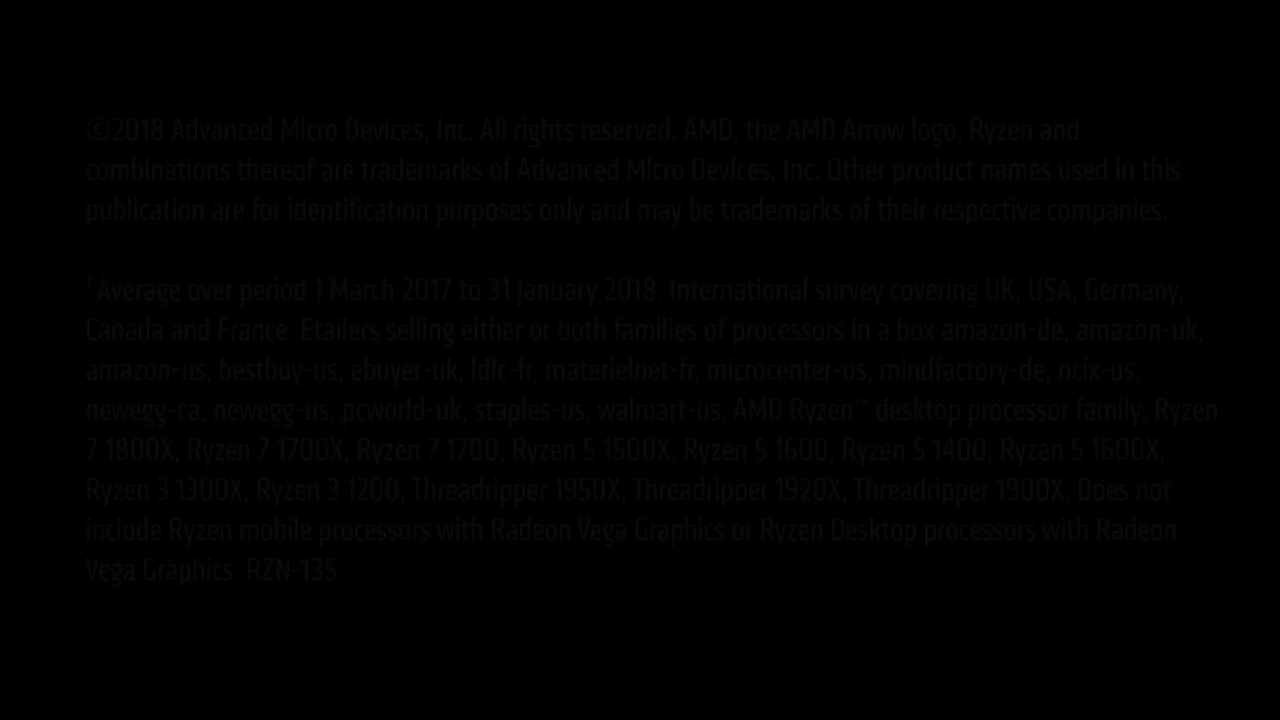 ©2018 Advanced Micro Devices, Inc. All rights reserved. AMD, the AMD Arrow logo, Ryzen and
combinations thereof are trademarks of Advanced Micro Devices, Inc. Other product names used in this
publication are for identification purposes only and may be trademarks of their respective companies.
¹ Average over period 1 March 2017 to 31 January 2018. International survey covering UK, USA, Germany,
Canada and France. Etailers selling either or both families of processors in a box amazon-de, amazon-uk,
amazon-us, bestbuy-us, ebuyer-uk, ldlc-fr, materielnet-fr, microcenter-us, mindfactory-de, ncix-us,
newegg-ca, newegg-us, pcworld-uk, staples-us, walmart-us. AMD Ryzen™ desktop processor family: Ryzen
7 1800X, Ryzen 7 1700X, Ryzen 7 1700, Ryzen 5 1500X, Ryzen 5 1600, Ryzen 5 1400, Ryzen 5 1600X,
Ryzen 3 1300X, Ryzen 3 1200, Threadripper 1950X, Threadripper 1920X, Threadripper 1900X. Does not
include Ryzen mobile processors with Radeon Vega Graphics or Ryzen Desktop processors with Radeon
Vega Graphics. RZN-135